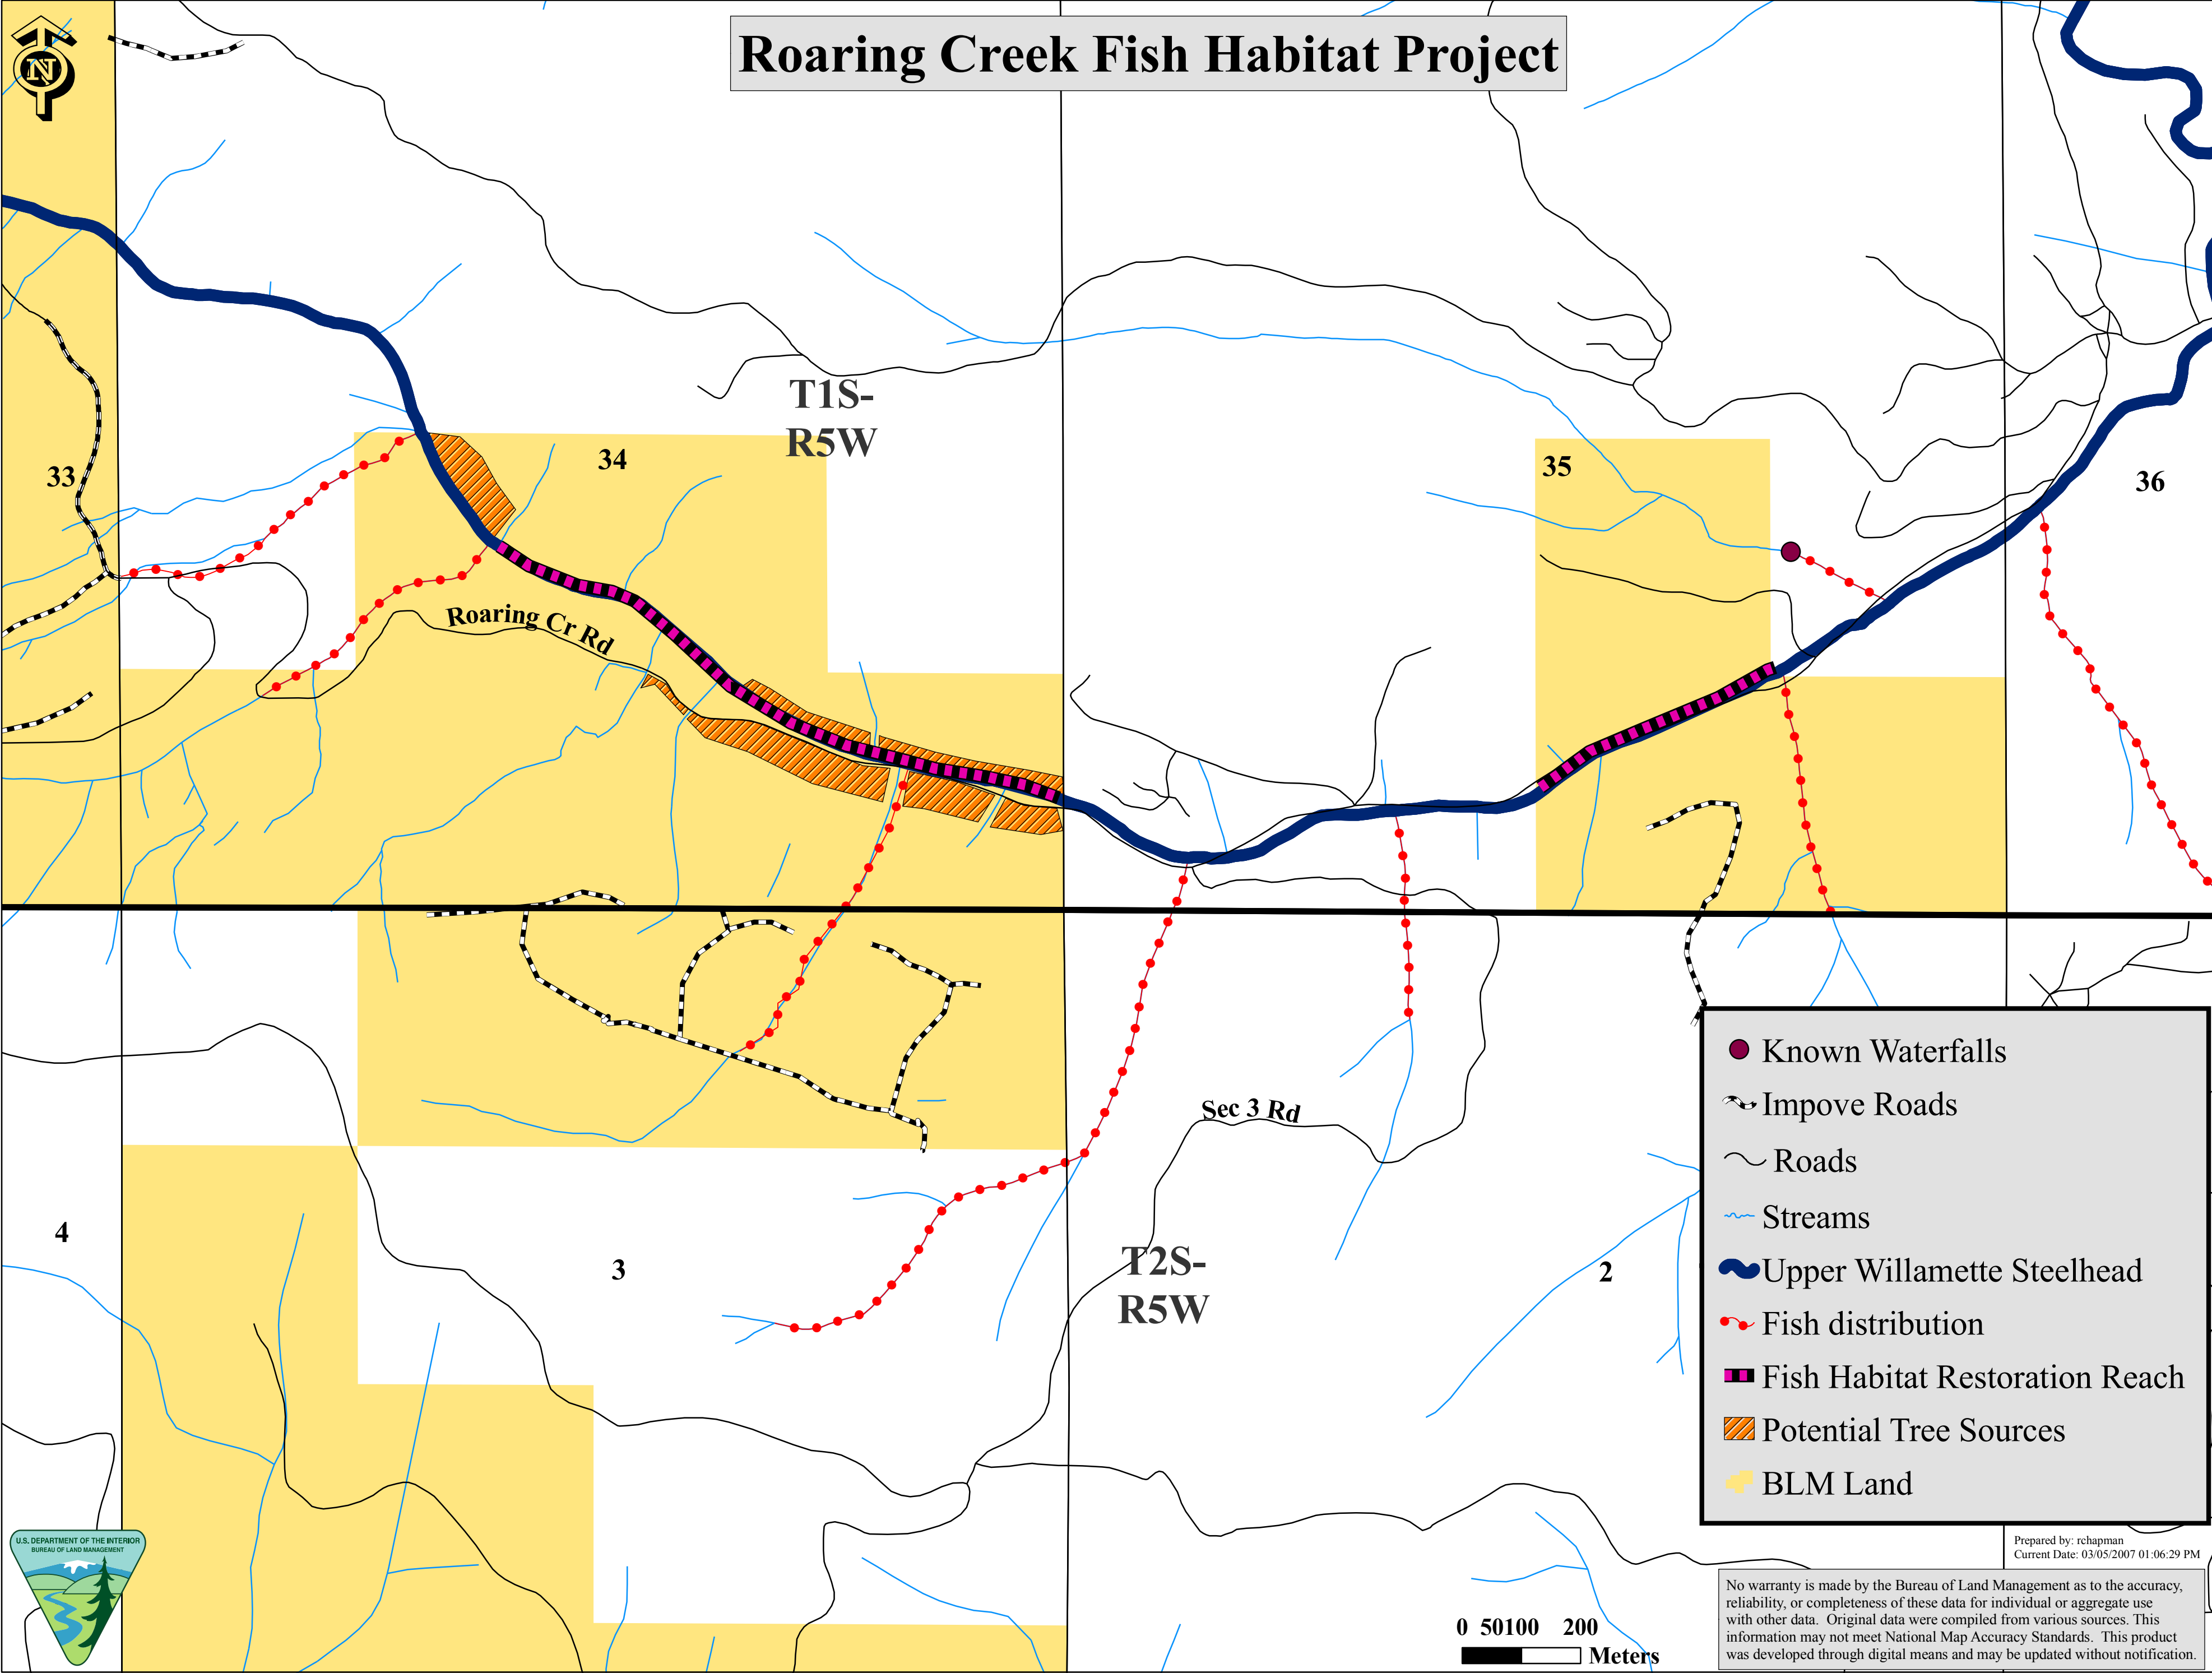 Roaring Creek Fish Habitat Project
N
T1S-
R5W
33
34
35
36
Roaring Cr Rd
Sec 3 Rd
4
3
T2S-
R5W
2
Known Waterfalls
Impove Roads
Roads
Streams
Upper Willamette Steelhead
Fish distribution
Fish Habitat Restoration Reach
Potential Tree Sources
BLM Land
U.S. DEPARTMENT OF THE INTERIOR
BUREAU OF LAND MANAGEMENT
Prepared by: rchapman
Current Date: 03/05/2007 01:06:29 PM
0 50100 200
Meters
No warranty is made by the Bureau of Land Management as to the accuracy,
reliability, or completeness of these data for individual or aggregate use
with other data. Original data were compiled from various sources. This
information may not meet National Map Accuracy Standards. This product
was developed through digital means and may be updated without notification.